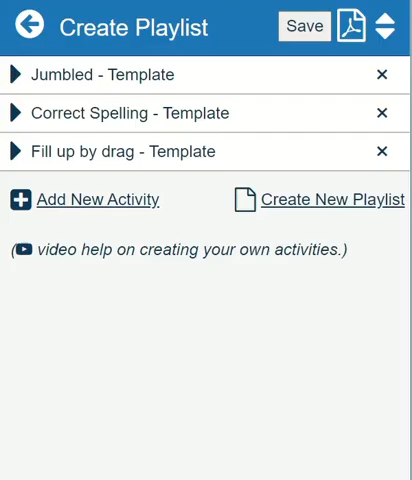 Create Playlist Save
Jumbled - Template
Correct Spelling - Template
Fill up by drag - Template
Add New Activity Create New Playlist
( video help on creating your own activities.)